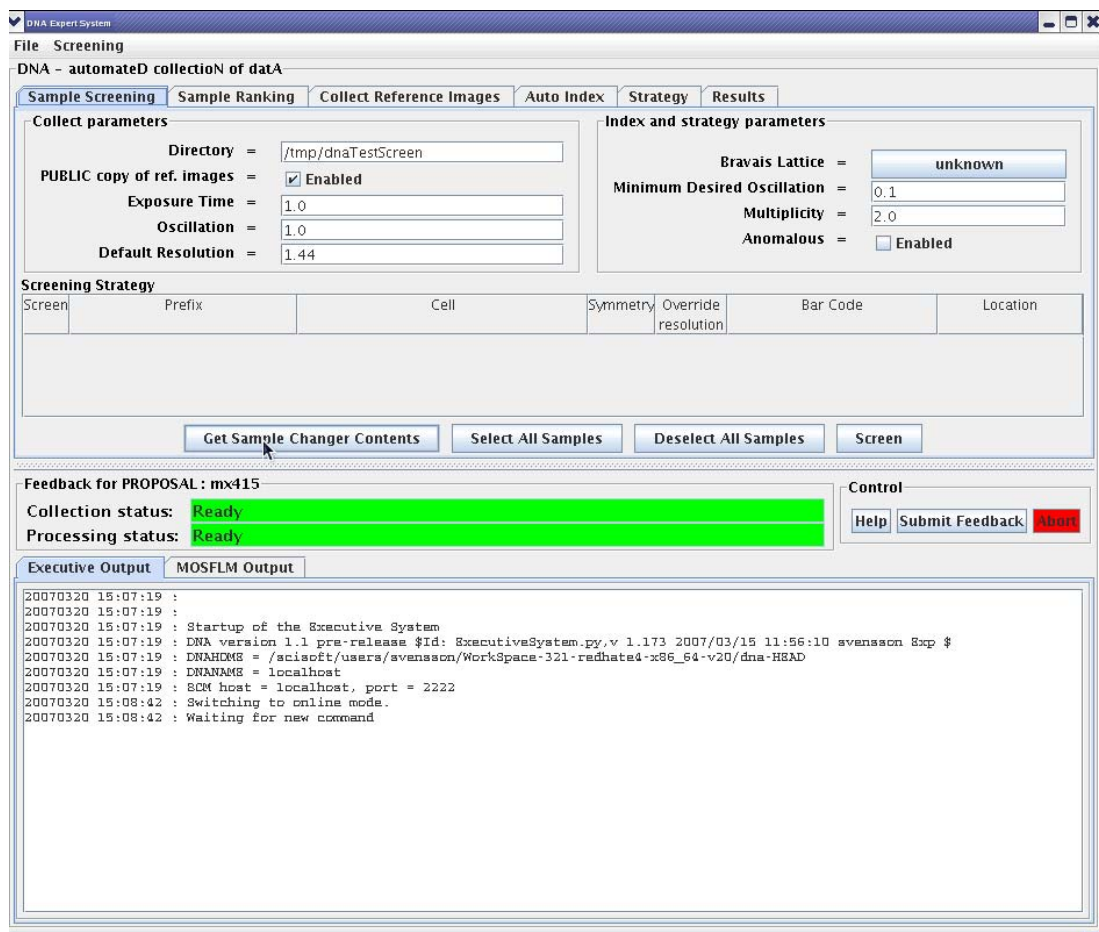 DNA Expert System
File Screening
DNA - automateD collectioN of datA
Sample Screening Sample Ranking Collect Reference Images Auto Index Strategy Results
Collect parameters
Directory = /tmp/dnaTestScreen
PUBLIC copy of ref. images = Enabled
Exposure Time = 1.0
Oscillation = 1.0
Default Resolution = 1.44
Index and strategy parameters
Bravais Lattice = unknown
Minimum Desired Oscillation = 0.1
Multiplicity = 2.0
Anomalous = Enabled
Screening Strategy
Screen Prefix Cell Symmetry Override resolution Bar Code Location
Get Sample Changer Contents Select All Samples Deselect All Samples Screen
Feedback for PROPOSAL : mx415
Collection status: Ready
Processing status: Ready
Control
Help Submit Feedback Abort
Executive Output MOSFLM Output
20070320 15:07:19 :
20070320 15:07:19 :
20070320 15:07:19 : Startup of the Executive System
20070320 15:07:19 : DNA version 1.1 pre-release $Id: ExecutiveSystem.py,v 1.173 2007/03/15 11:56:10 svensson Exp $
20070320 15:07:19 : DNAHOME = /scisoft/users/svensson/WorkSpace-321-redhate4-x86_64-v20/dna-HEAD
20070320 15:07:19 : DNANAME = localhost
20070320 15:07:19 : BCM host = localhost, port = 2222
20070320 15:08:42 : Switching to online mode.
20070320 15:08:42 : Waiting for new command